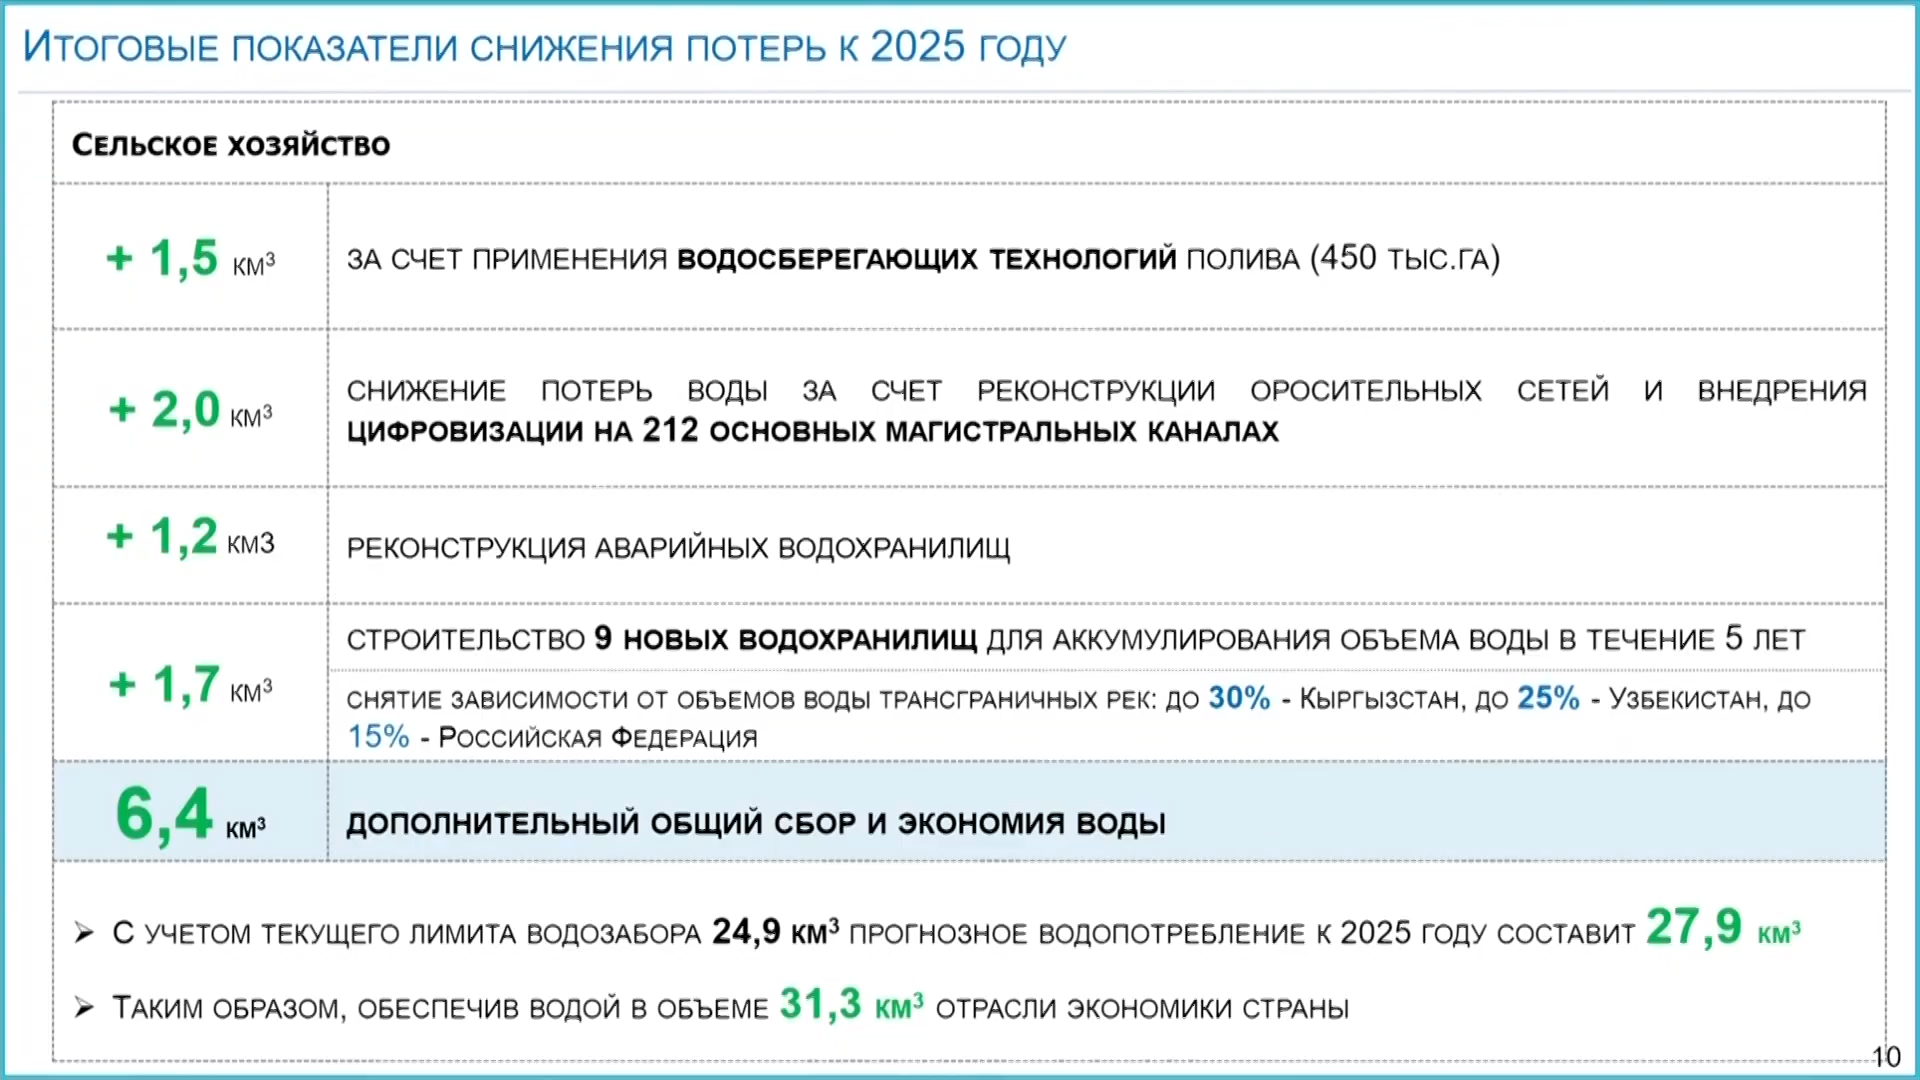 Итоговые показатели снижения потерь к 2025 году
Сельское хозяйство
+ 1,5 км³
за счет применения водосберегающих технологий полива (450 тыс.га)
+ 2,0 км³
снижение потерь воды за счет реконструкции оросительных сетей и внедрения
цифровизации на 212 основных магистральных каналах
+ 1,2 км3
реконструкция аварийных водохранилищ
+ 1,7 км³
строительство 9 новых водохранилищ для аккумулирования объема воды в течение 5 лет
снятие зависимости от объемов воды трансграничных рек: до 30% - Кыргызстан, до 25% - Узбекистан, до
15% - Российская Федерация
6,4 км³
дополнительный общий сбор и экономия воды
➢ С учетом текущего лимита водозабора 24,9 км³ прогнозное водопотребление к 2025 году составит 27,9 км³
➢ Таким образом, обеспечив водой в объеме 31,3 км³ отрасли экономики страны
10